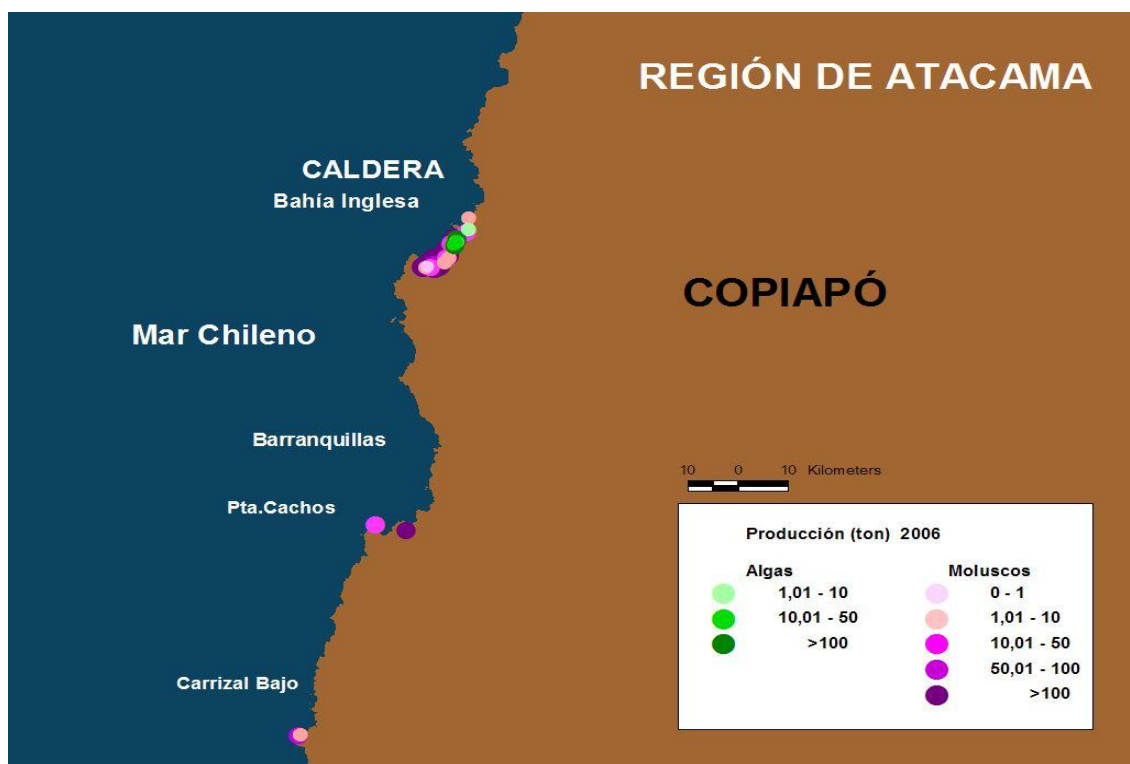 REGIÓN DE ATACAMA
CALDERA
Bahía Inglesa
COPIAPÓ
Mar Chileno
Barranquillas
Pta.Cachos
10 0 10 Kilometers
Carrizal Bajo
Producción (ton) 2006
Algas
1,01 - 10
10,01 - 50
>100
Moluscos
0 - 1
1,01 - 10
10,01 - 50
50,01 - 100
>100